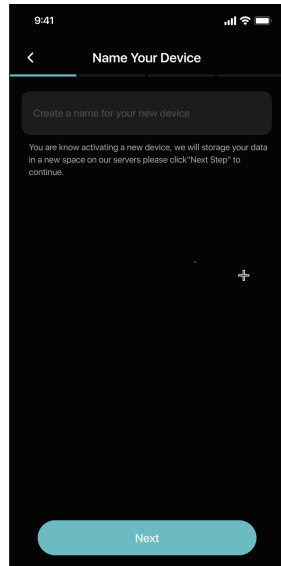 9:41
Name Your Device
Create a name for your new device
You are know activating a new device, we will storage your data
in a new space on our servers please click"Next Step" to
continue.
Next